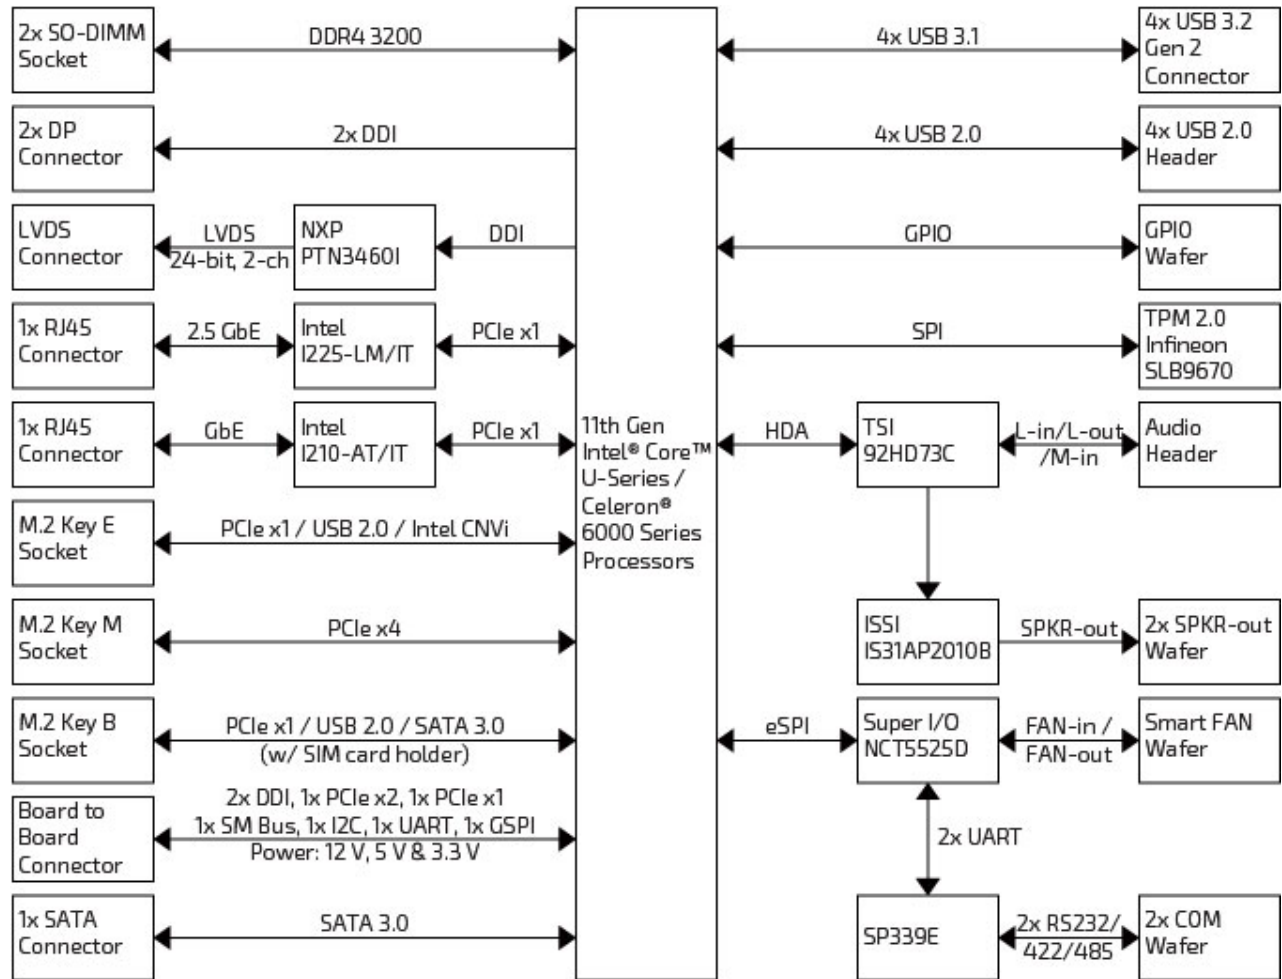 2x SO-DIMM
Socket
DDR4 3200
4x USB 3.1
4x USB 3.2
Gen 2
Connector
2x DP
Connector
2x DDI
4x USB 2.0
4x USB 2.0
Header
LVDS
Connector
LVDS
24-bit, 2-ch
NXP
PTN3460I
DDI
GPIO
GPIO
Wafer
1x RJ45
Connector
2.5 GbE
Intel
I225-LM/IT
PCIe x1
SPI
TPM 2.0
Infineon
SLB9670
1x RJ45
Connector
GbE
Intel
I210-AT/IT
PCIe x1
11th Gen
Intel® Core™
U-Series /
Celeron®
6000 Series
Processors
HDA
TSI
92HD73C
L-in/L-out
/M-in
Audio
Header
M.2 Key E
Socket
PCIe x1 / USB 2.0 / Intel CNVi
M.2 Key M
Socket
PCIe x4
ISSI
IS31AP2010B
SPKR-out
2x SPKR-out
Wafer
M.2 Key B
Socket
PCIe x1 / USB 2.0 / SATA 3.0
(w/ SIM card holder)
eSPI
Super I/O
NCT5525D
FAN-in /
FAN-out
Smart FAN
Wafer
Board to
Board
Connector
2x DDI, 1x PCIe x2, 1x PCIe x1
1x SM Bus, 1x I2C, 1x UART, 1x GSPI
Power: 12 V, 5 V & 3.3 V
2x UART
1x SATA
Connector
SATA 3.0
SP339E
2x RS232/
422/485
2x COM
Wafer